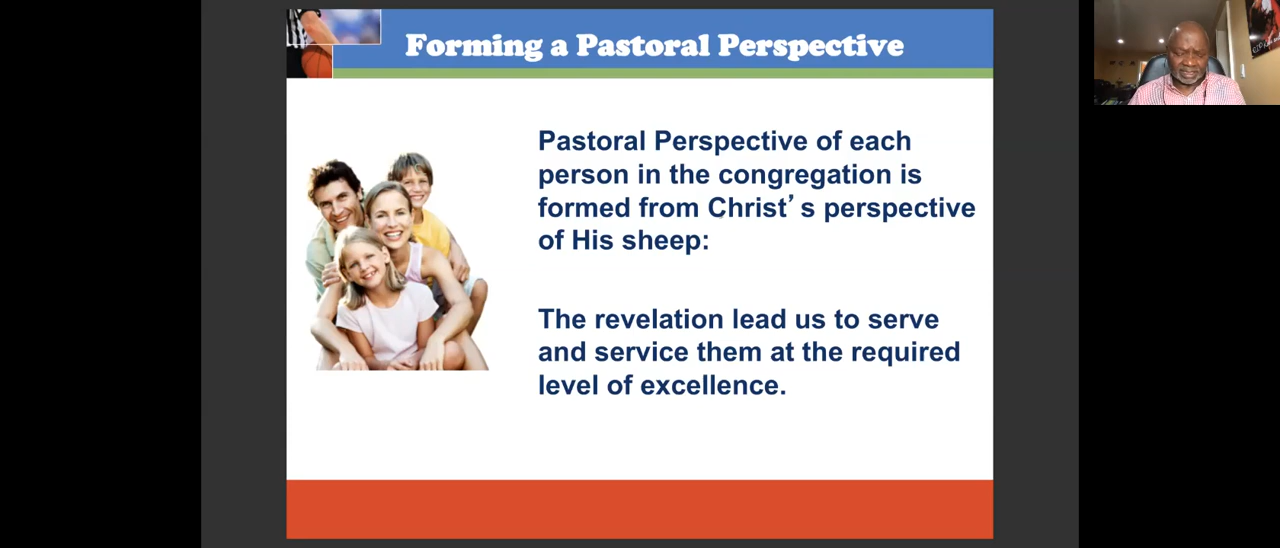 Forming a Pastoral Perspective
Pastoral Perspective of each
person in the congregation is
formed from Christ’s perspective
of His sheep:
The revelation lead us to serve
and service them at the required
level of excellence.